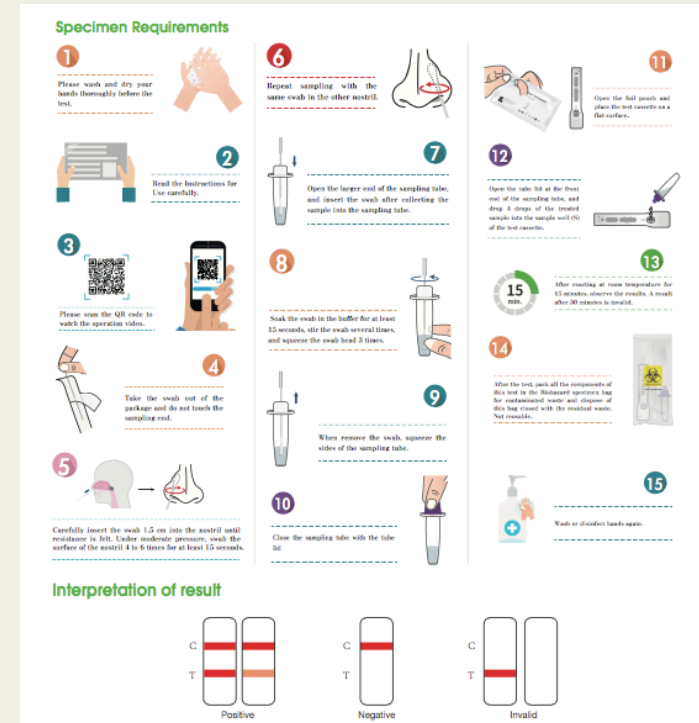 Specimen Requirements
1
Please wash and dry your
hands thoroughly before the
test.
2
Read the Instructions for
Use carefully.
3
Please scan the QR code to
watch the operation video.
4
Take the swab out of the
package and do not touch the
sampling end.
5
Carefully insert the swab 1.5 cm into the nostril until
resistance is felt. Under moderate pressure, swab the
surface of the nostril 4 to 6 times for at least 15 seconds.
6
Repeat sampling with the
same swab in the other nostril.
7
Open the larger end of the sampling tube,
and insert the swab after collecting the
sample into the sampling tube.
8
Soak the swab in the buffer for at least
15 seconds, stir the swab several times,
and squeeze the swab head 3 times.
9
When remove the swab, squeeze the
sides of the sampling tube.
10
Close the sampling tube with the tube
lid
11
Open the foil pouch and
place the test cassette on a
flat surface.
12
Open the tube lid at the front
end of the sampling tube, and
drop 4 drops of the treated
sample into the sample well (S)
of the test cassette.
13
15
min.
After reacting at room temperature for
15 minutes, observe the results. A result
after 30 minutes is invalid.
14
After the test, pack all the components of
this test in the Biohazard specimen bag
for contaminated waste and dispose of
this bag closed with the residual waste.
Not reusable.
15
Wash or disinfect hands again.
Interpretation of result
C
T
Positive
C
T
Negative
C
T
Invalid